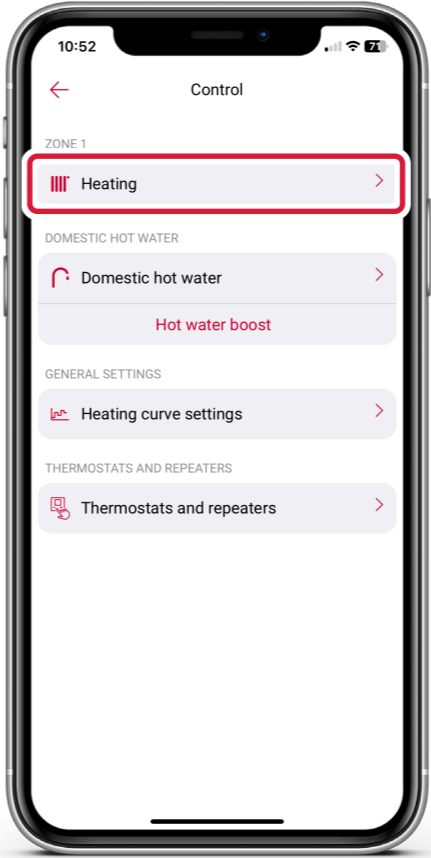 10:52
71
Control
ZONE 1
Heating
DOMESTIC HOT WATER
Domestic hot water
Hot water boost
GENERAL SETTINGS
Heating curve settings
THERMOSTATS AND REPEATERS
Thermostats and repeaters